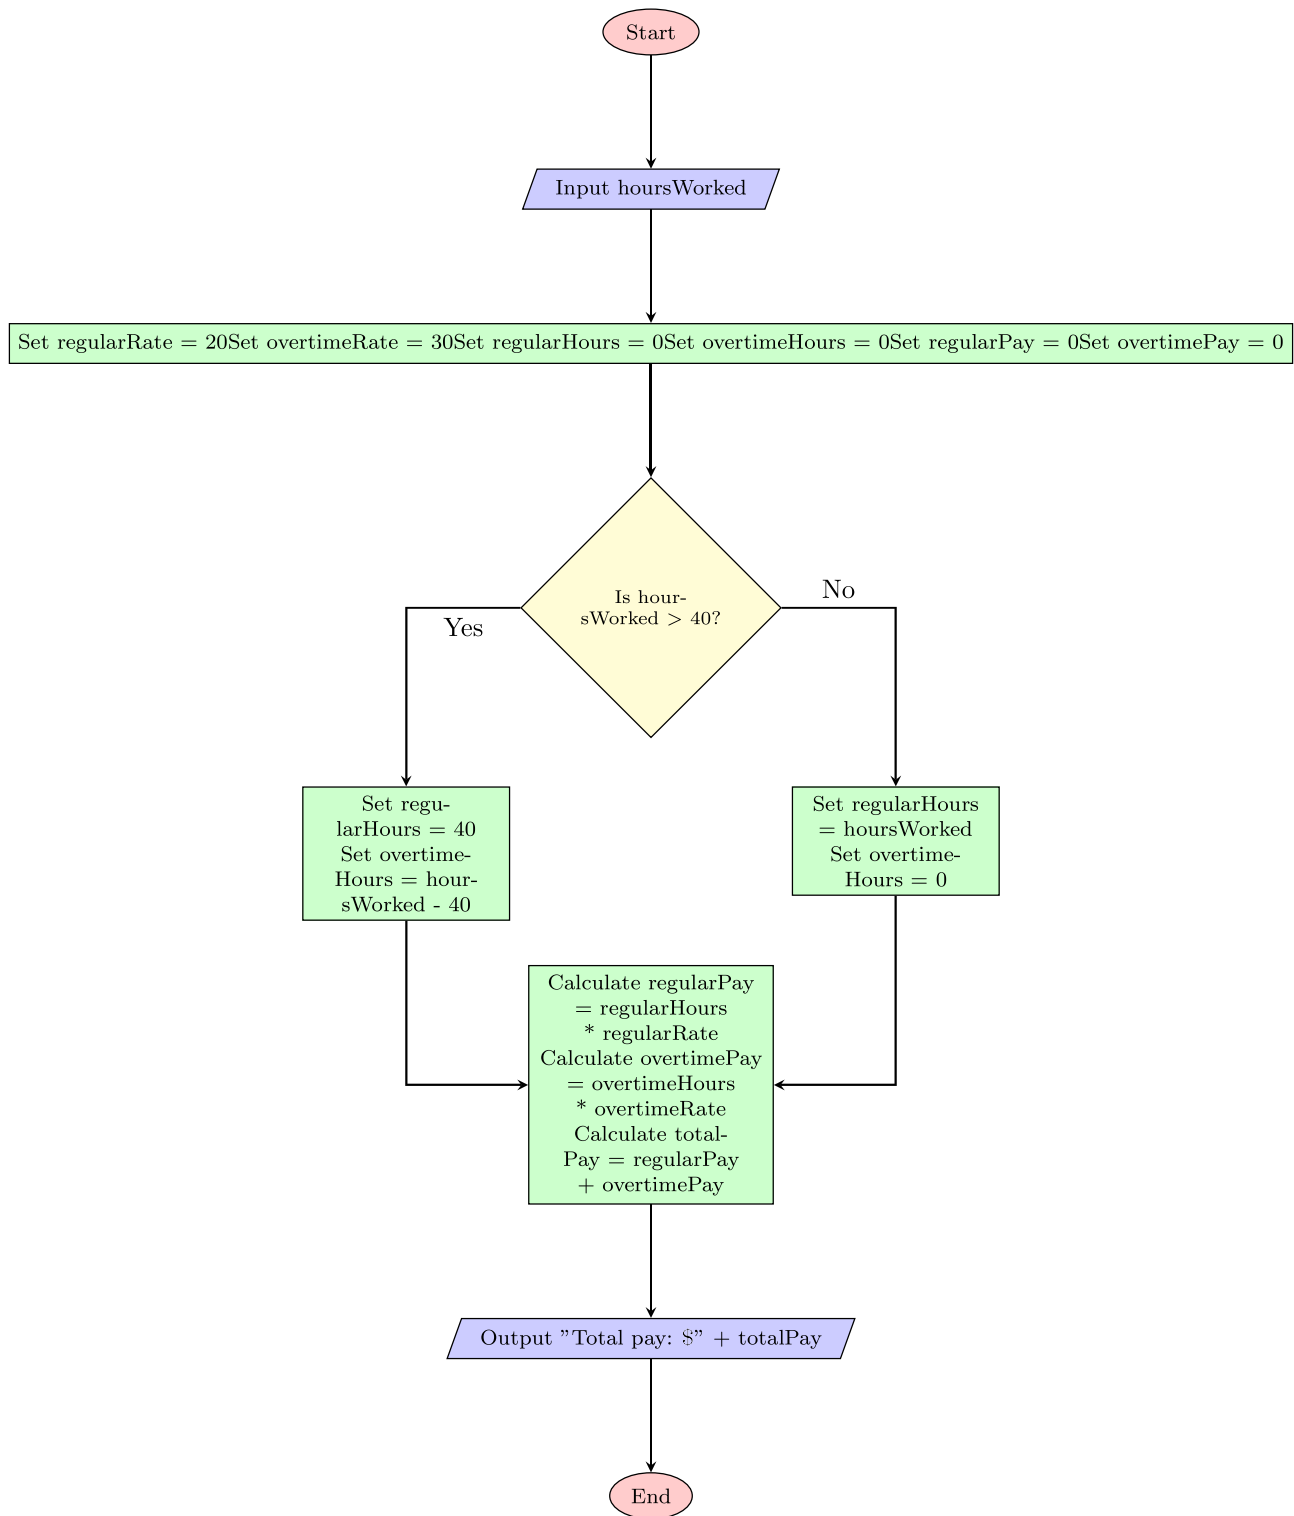 Start
Input hoursWorked
Set regularRate = 20Set overtimeRate = 30Set regularHours = 0Set overtimeHours = 0Set regularPay = 0Set overtimePay = 0
Is hour-
sWorked > 40?
Yes
No
Set regu-
larHours = 40
Set overtime-
Hours = hour-
sWorked - 40
Set regularHours
= hoursWorked
Set overtime-
Hours = 0
Calculate regularPay
= regularHours
* regularRate
Calculate overtimePay
= overtimeHours
* overtimeRate
Calculate total-
Pay = regularPay
+ overtimePay
Output ”Total pay: $” + totalPay
End